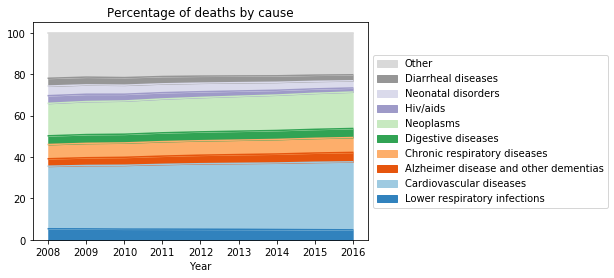 Percentage of deaths by cause
100
80
60
40
20
0
2008 2009 2010 2011 2012 2013 2014 2015 2016
Year
Other
Diarrheal diseases
Neonatal disorders
Hiv/aids
Neoplasms
Digestive diseases
Chronic respiratory diseases
Alzheimer disease and other dementias
Cardiovascular diseases
Lower respiratory infections